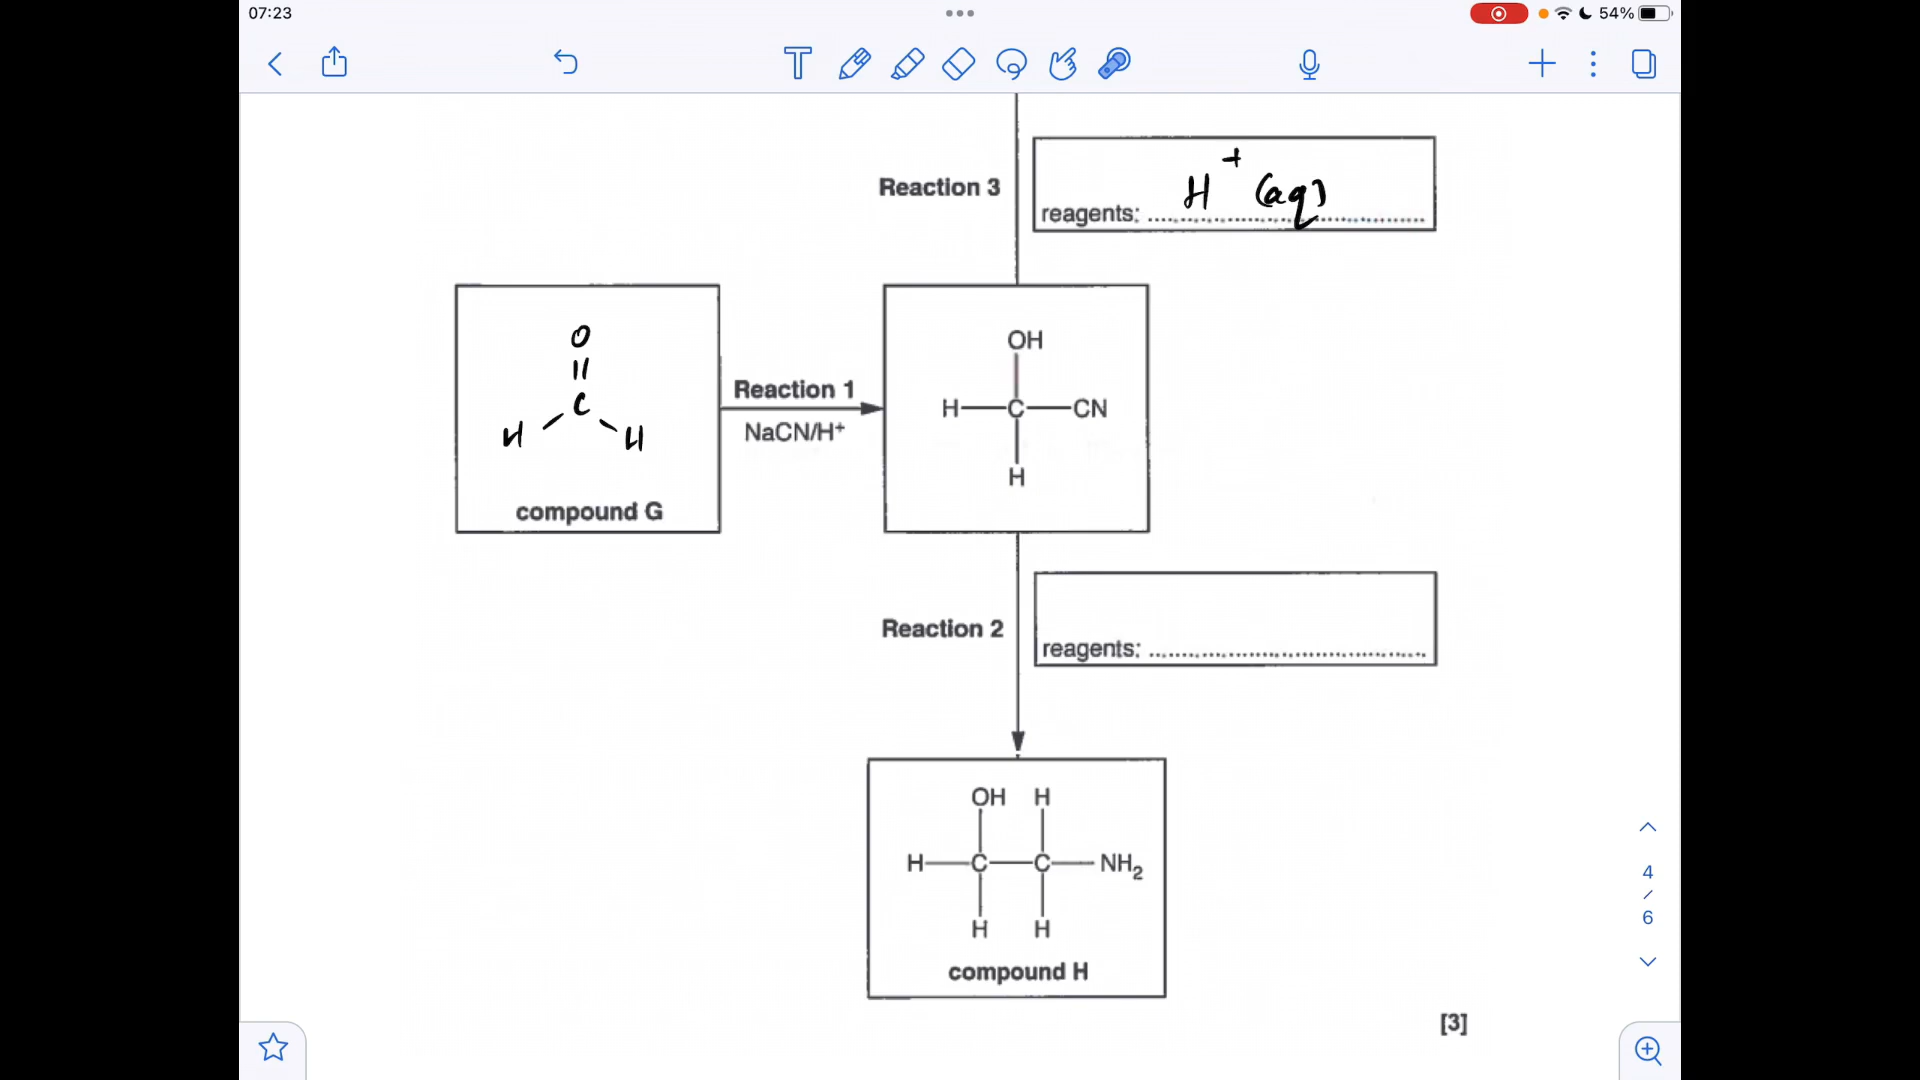 07:23
54%
H⁺ (aq)
Reaction 3
reagents:
O
C
H H
compound G
Reaction 1
NaCN/H⁺
OH
H C CN
H
Reaction 2
reagents:
OH H
H C C NH₂
H H
compound H
4
/
6
[3]